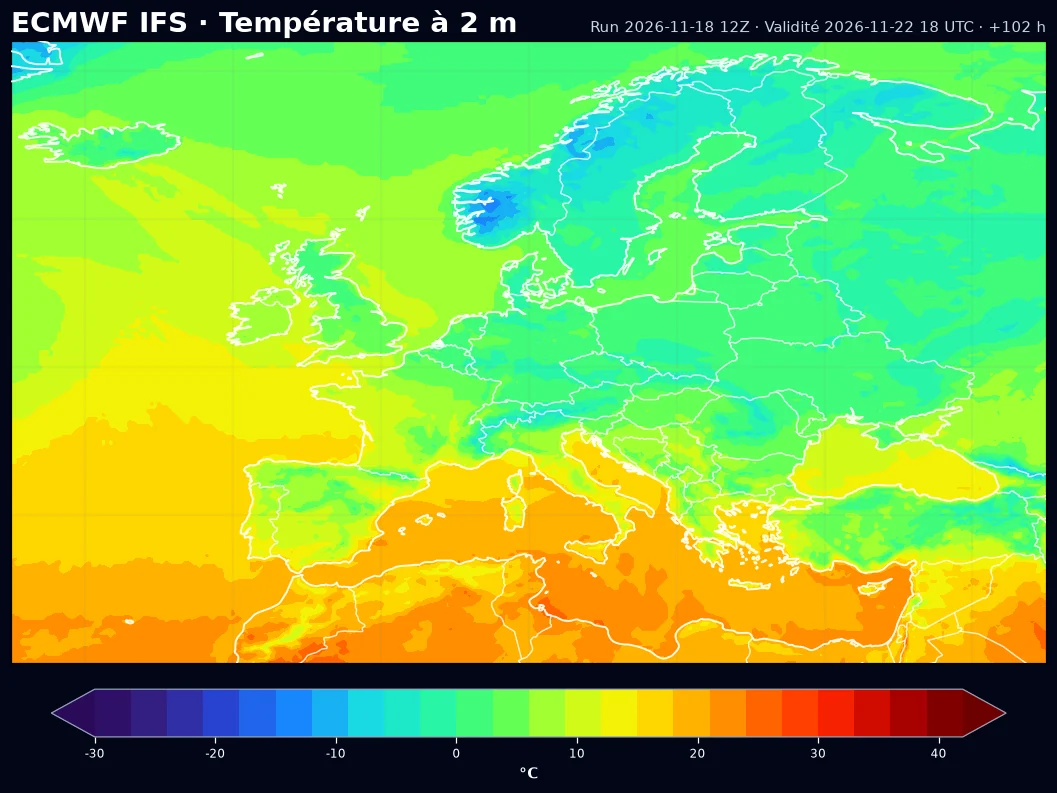 ECMWF IFS · Température à 2 m
Run 2026-11-18 12Z · Validité 2026-11-22 18 UTC · +102 h
-30 -20 -10 0 10 20 30 40
°C